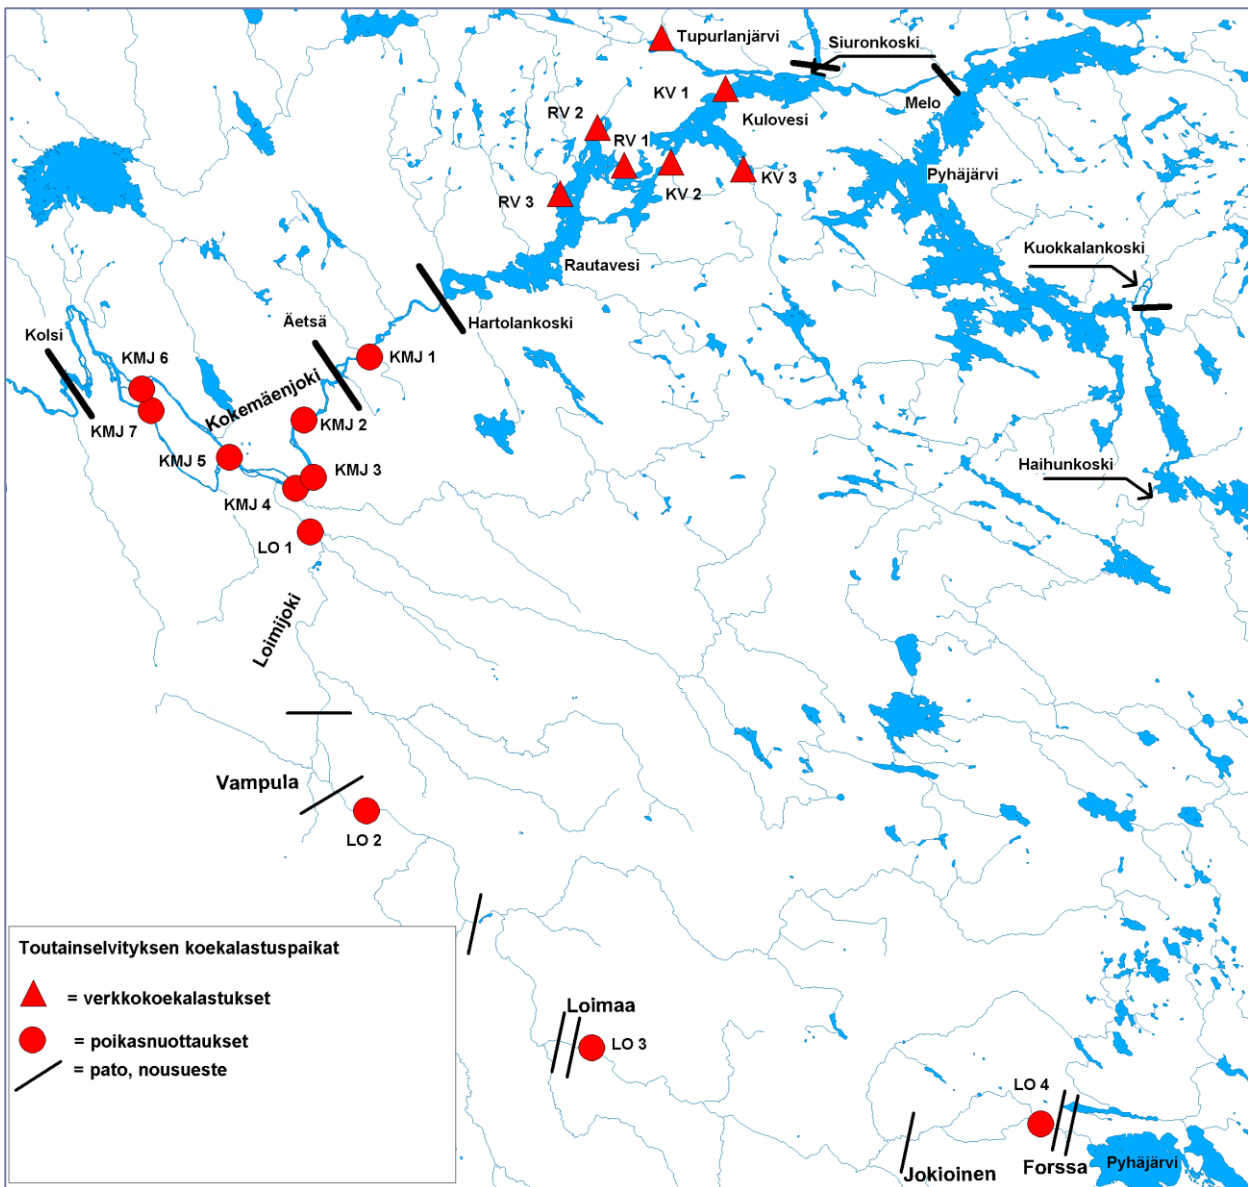 Tupurlanjärvi
Siuronkoski
KV 1
Melo
RV 2
Kulovesi
RV 1
Pyhäjärvi
KV 3
KV 2
RV 3
Kuokkalankoski
Rautavesi
Äetsä
Hartolankoski
Kolsi
KMJ 6
KMJ 1
Kokemäenjoki
KMJ 7
KMJ 2
KMJ 5
KMJ 3
Haihunkoski
KMJ 4
LO 1
Loimijoki
Vampula
LO 2
Toutainselvityksen koekalastuspaikat
= verkkokoekalastukset
= poikasnuottaukset
= pato, nousueste
Loimaa
LO 3
LO 4
Jokioinen
Forssa
Pyhäjärvi